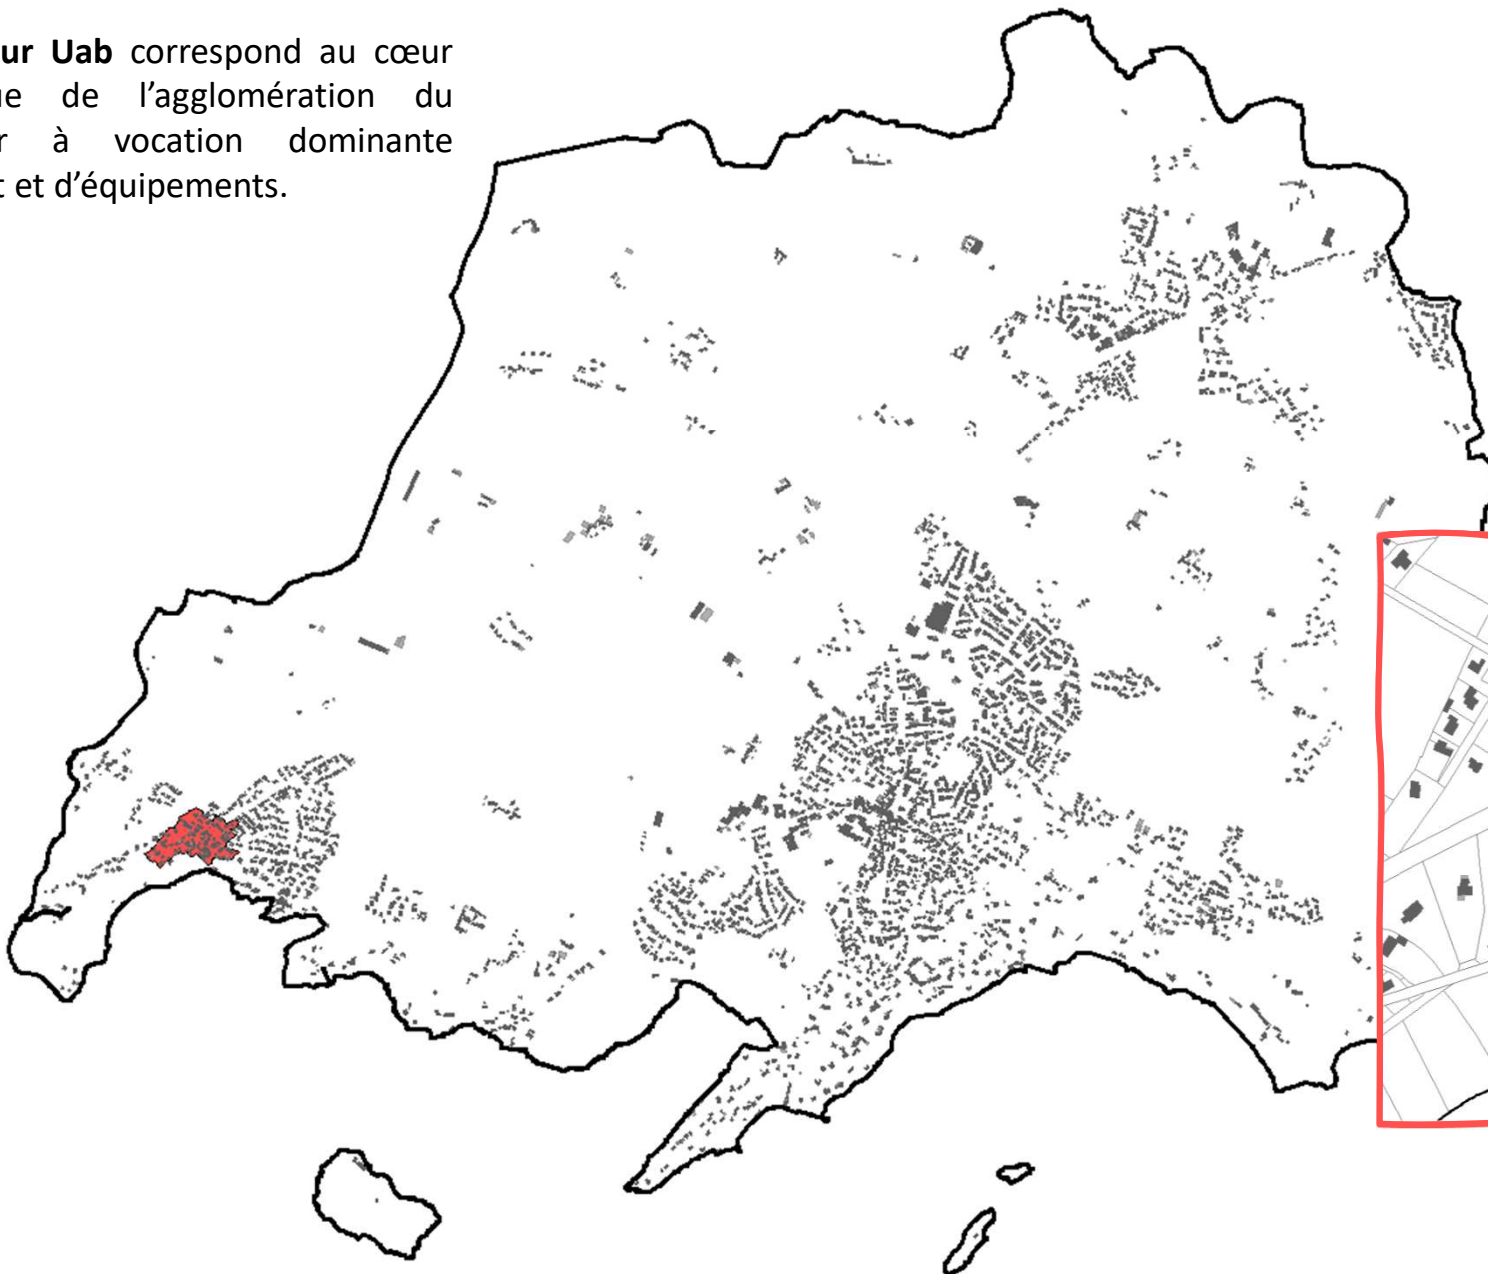 ur Uab correspond au cœur
ue de l’agglomération du
r à vocation dominante
t et d’équipements.